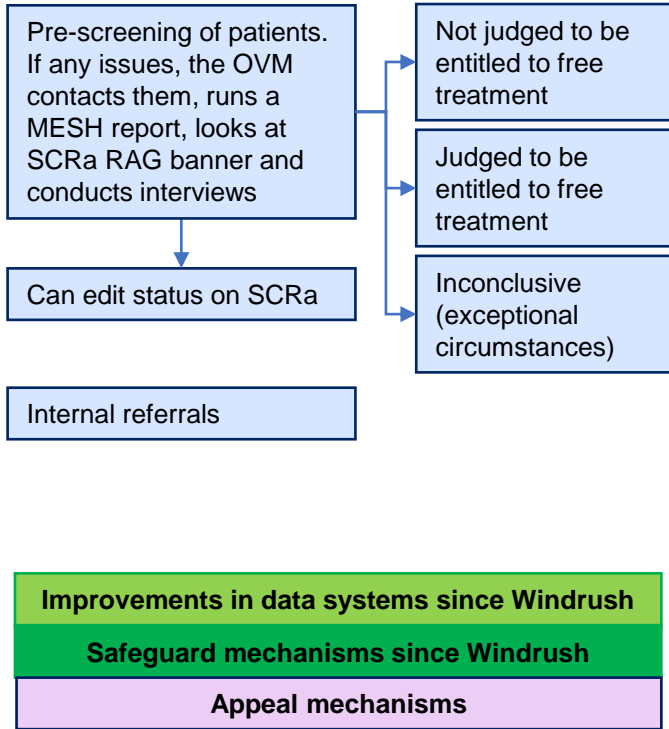 Pre-screening of patients.
If any issues, the OVM
contacts them, runs a
MESH report, looks at
SCRa RAG banner and
conducts interviews
Not judged to be
entitled to free
treatment
Judged to be
entitled to free
treatment
Can edit status on SCRa
Inconclusive
(exceptional
circumstances)
Internal referrals
Improvements in data systems since Windrush
Safeguard mechanisms since Windrush
Appeal mechanisms